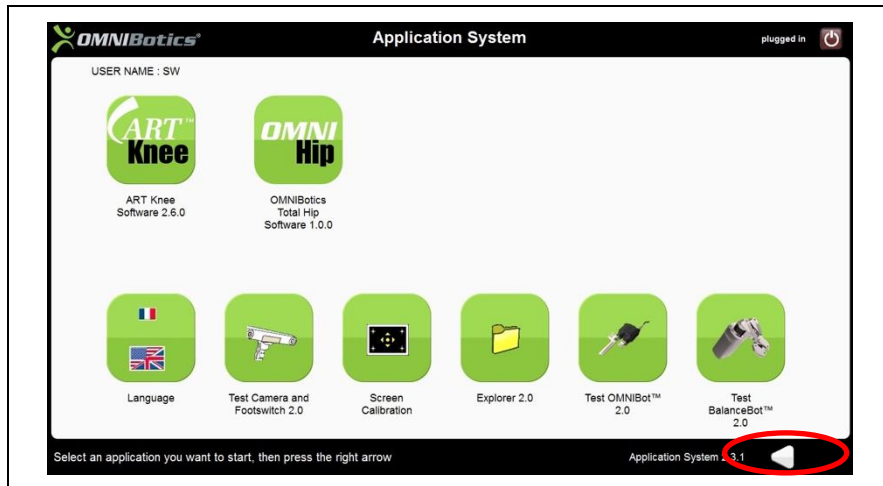 OMNIBotics®
Application System
plugged in
USER NAME : SW
ART™
Knee
OMNI
Hip
ART Knee
Software 2.6.0
OMNIBotics
Total Hip
Software 1.0.0
Language
Test Camera and
Footswitch 2.0
Screen
Calibration
Explorer 2.0
Test OMNIBot™
2.0
Test
BalanceBot™
2.0
Select an application you want to start, then press the right arrow
Application System 2.3.1